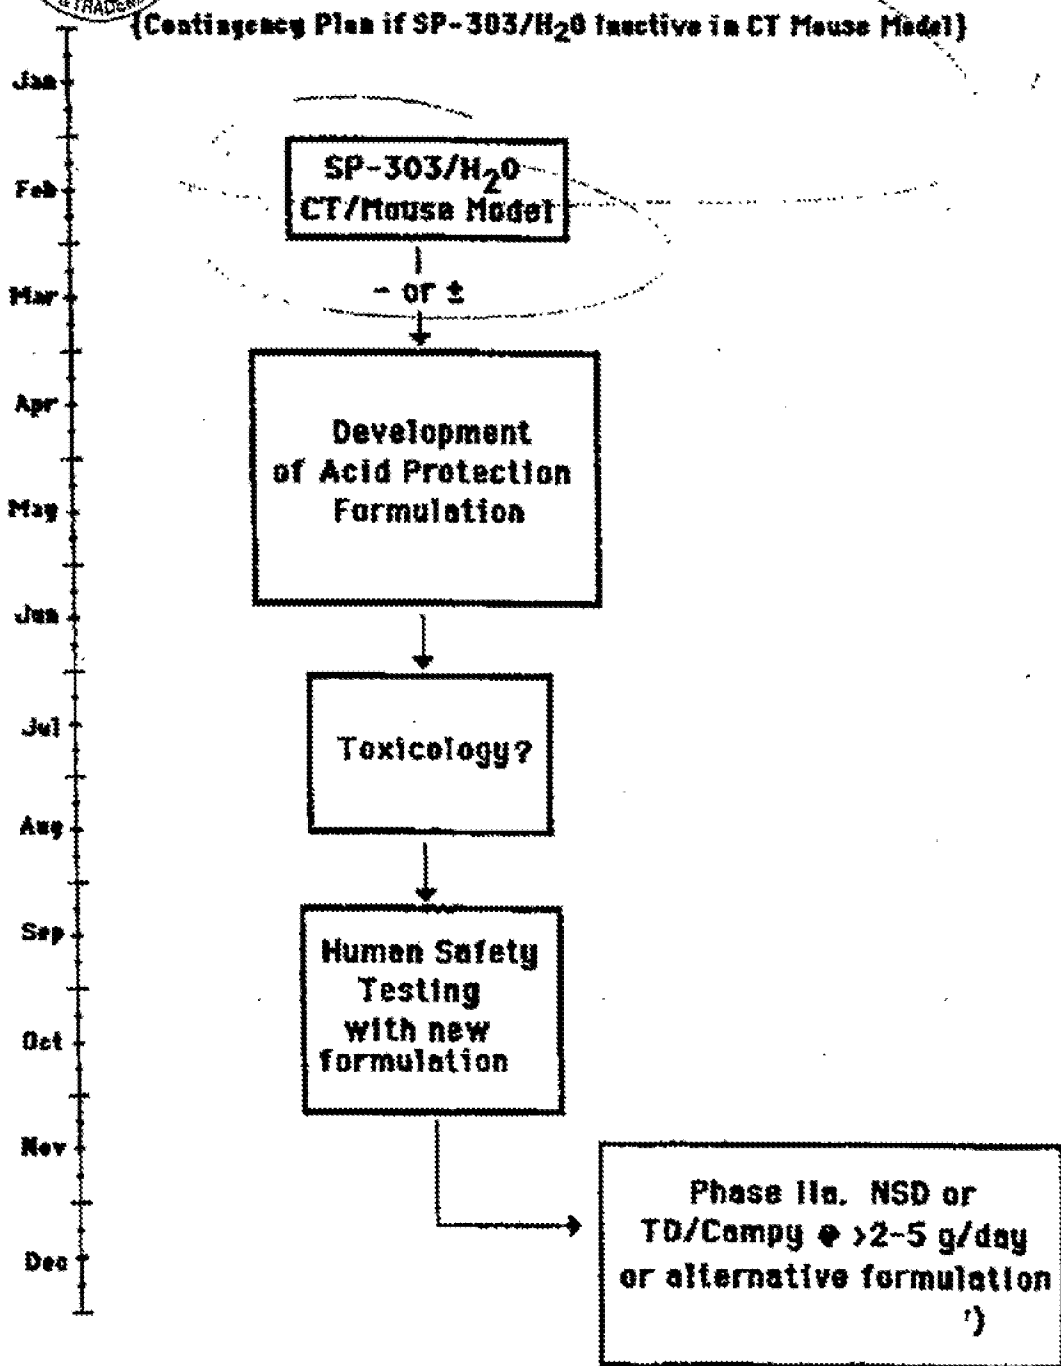 & TRADEM
{Contingency Plan if SP-303/H₂O Inactive in CT Mouse Model}
Jan
SP-303/H₂O
Feb
CT/Mouse Model
Mar
- or ±
Apr
Development
of Acid Protection
May
Formulation
Jun
Jul
Toxicology?
Aug
Sep
Human Safety
Testing
with new
Oct
formulation
Nov
Phase IIa. NSD or
TD/Campy @ >2-5 g/day
Dec
or alternative formulation
)